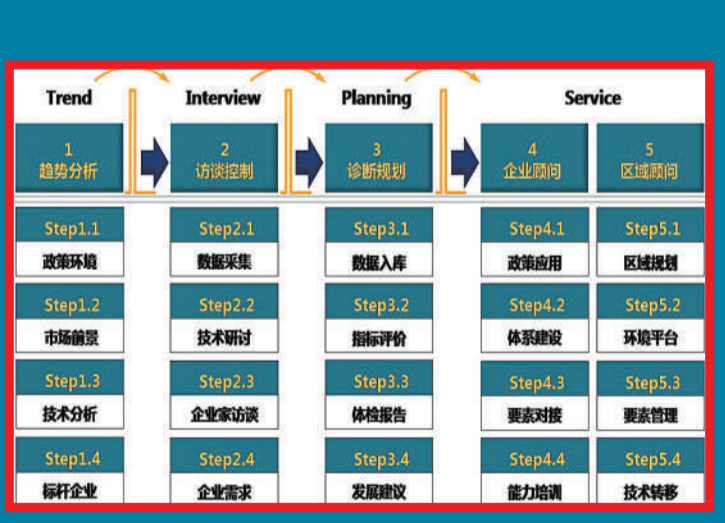 Trend
Interview
Planning
Service
1
趋势分析
2
访谈控制
3
诊断规划
4
企业顾问
5
区域顾问
Step1.1
政策环境
Step2.1
数据采集
Step3.1
数据入库
Step4.1
政策应用
Step5.1
区域规划
Step1.2
市场前景
Step2.2
技术研讨
Step3.2
指标评价
Step4.2
体系建设
Step5.2
环境平台
Step1.3
技术分析
Step2.3
企业家访谈
Step3.3
体检报告
Step4.3
要素对接
Step5.3
要素管理
Step1.4
标杆企业
Step2.4
企业需求
Step3.4
发展建议
Step4.4
能力培训
Step5.4
技术转移